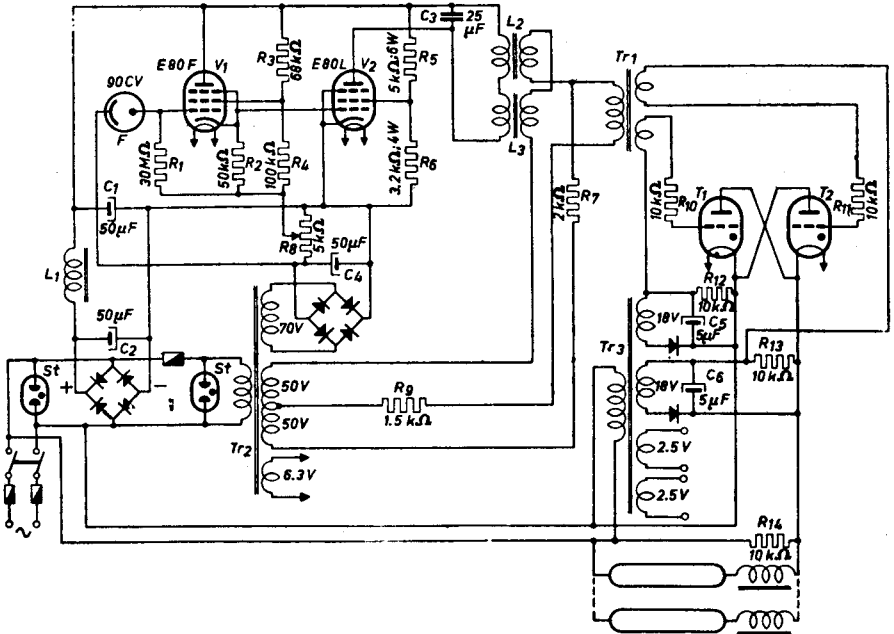 C3
25
μF
L2
E80F
V1
R3
68kΩ
E80L
V2
5kΩ;6W
R5
Tr1
90CV
F
30MΩ
R1
50kΩ
R2
100kΩ
R4
3.2kΩ;4W
R6
L3
2kΩ
R7
10kΩ
R10
T1
T2
R11
10kΩ
C1
50μF
R8
5kΩ
50μF
C4
L1
R12
10kΩ
18V
C5
5μF
50μF
C2
70V
Tr3
R13
10kΩ
St
+
−
St
50V
R9
1.5kΩ
18V
C6
5μF
50V
Tr2
6.3V
2.5V
2.5V
~
R14
10kΩ